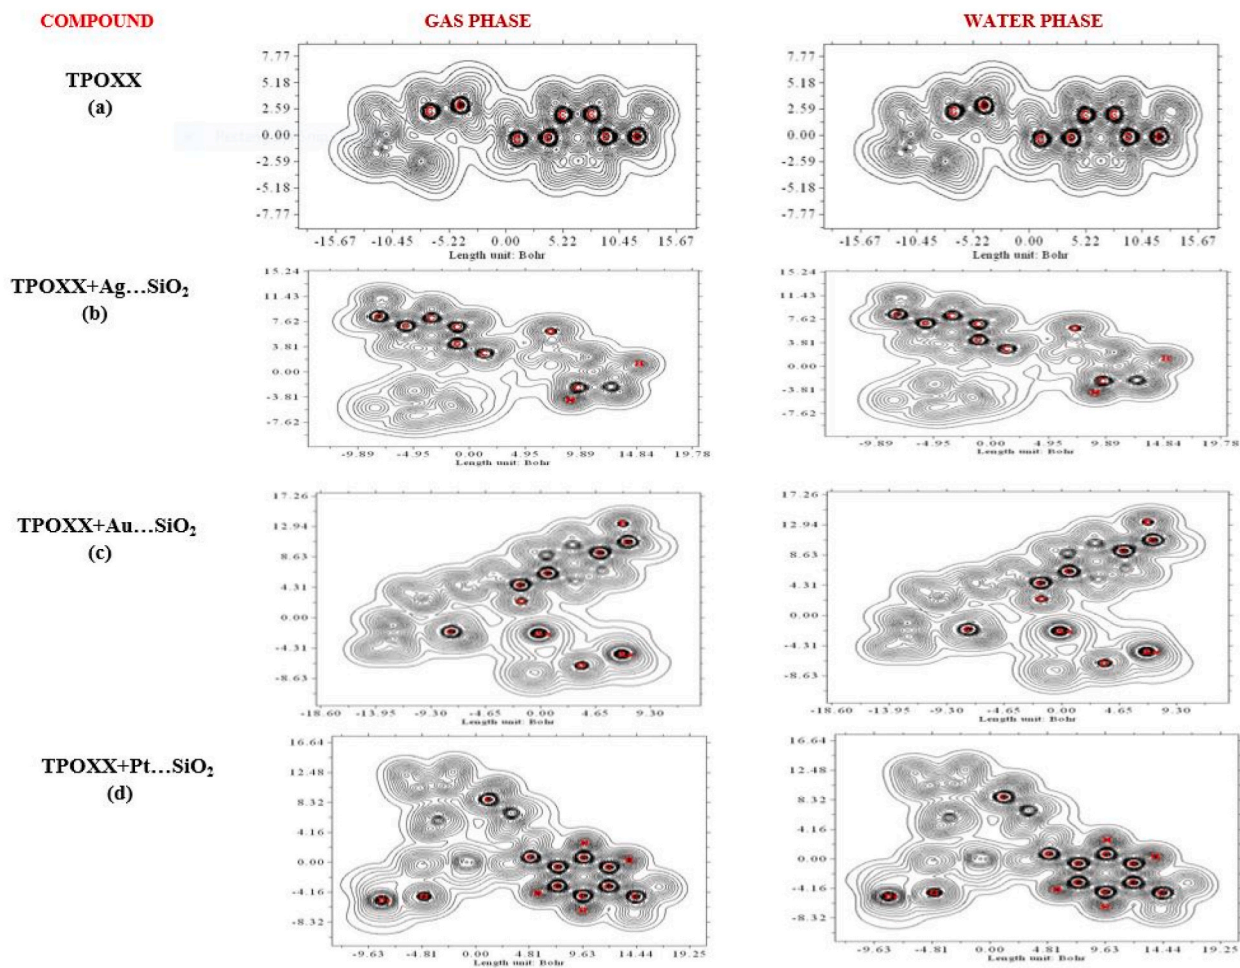 COMPOUND GAS PHASE WATER PHASE
TPOXX
(a)
7.77 7.77
5.18 5.18
2.59 2.59
0.00 0.00
-2.59 -2.59
-5.18 -5.18
-7.77 -7.77
-15.67 -10.45 -5.22 0.00 5.22 10.45 15.67 -15.67 -10.45 -5.22 0.00 5.22 10.45 15.67
Length unit: Bohr Length unit: Bohr
TPOXX+Ag…SiO₂
(b)
15.24 15.24
11.43 11.43
7.62 7.62
3.81 3.81
0.00 0.00
-3.81 -3.81
-7.62 -7.62
-9.89 -4.95 0.00 4.95 9.89 14.84 19.78 -9.89 -4.95 0.00 4.95 9.89 14.84 19.78
Length unit: Bohr Length unit: Bohr
TPOXX+Au…SiO₂
(c)
17.26 17.26
12.94 12.94
8.63 8.63
4.31 4.31
0.00 0.00
-4.31 -4.31
-8.63 -8.63
-18.60 -13.95 -9.30 -4.65 0.00 4.65 9.30 -18.60 -13.95 -9.30 -4.65 0.00 4.65 9.30
Length unit: Bohr Length unit: Bohr
TPOXX+Pt…SiO₂
(d)
16.64 16.64
12.48 12.48
8.32 8.32
4.16 4.16
0.00 0.00
-4.16 -4.16
-8.32 -8.32
-9.63 -4.81 0.00 4.81 9.63 14.44 19.25 -9.63 -4.81 0.00 4.81 9.63 14.44 19.25
Length unit: Bohr Length unit: Bohr